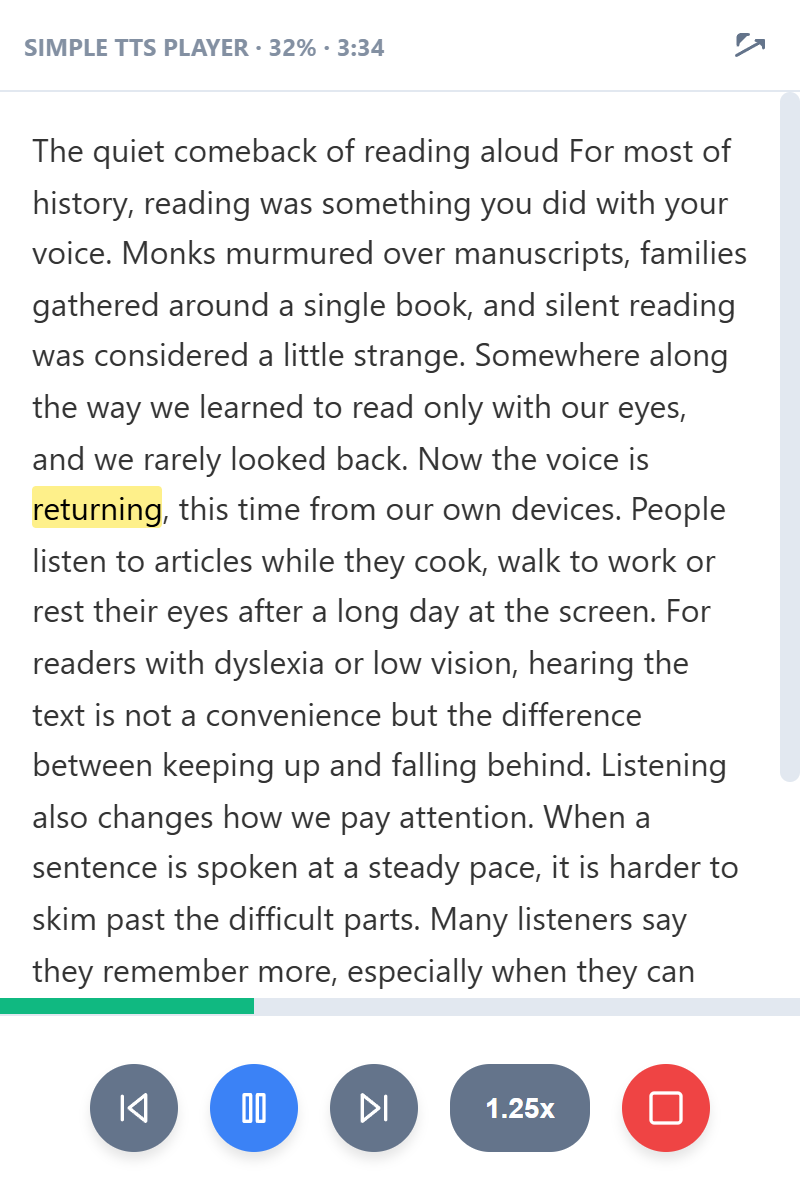 SIMPLE TTS PLAYER · 32% · 3:34
The quiet comeback of reading aloud For most of
history, reading was something you did with your
voice. Monks murmured over manuscripts, families
gathered around a single book, and silent reading
was considered a little strange. Somewhere along
the way we learned to read only with our eyes,
and we rarely looked back. Now the voice is
returning, this time from our own devices. People
listen to articles while they cook, walk to work or
rest their eyes after a long day at the screen. For
readers with dyslexia or low vision, hearing the
text is not a convenience but the difference
between keeping up and falling behind. Listening
also changes how we pay attention. When a
sentence is spoken at a steady pace, it is harder to
skim past the difficult parts. Many listeners say
they remember more, especially when they can
1.25x